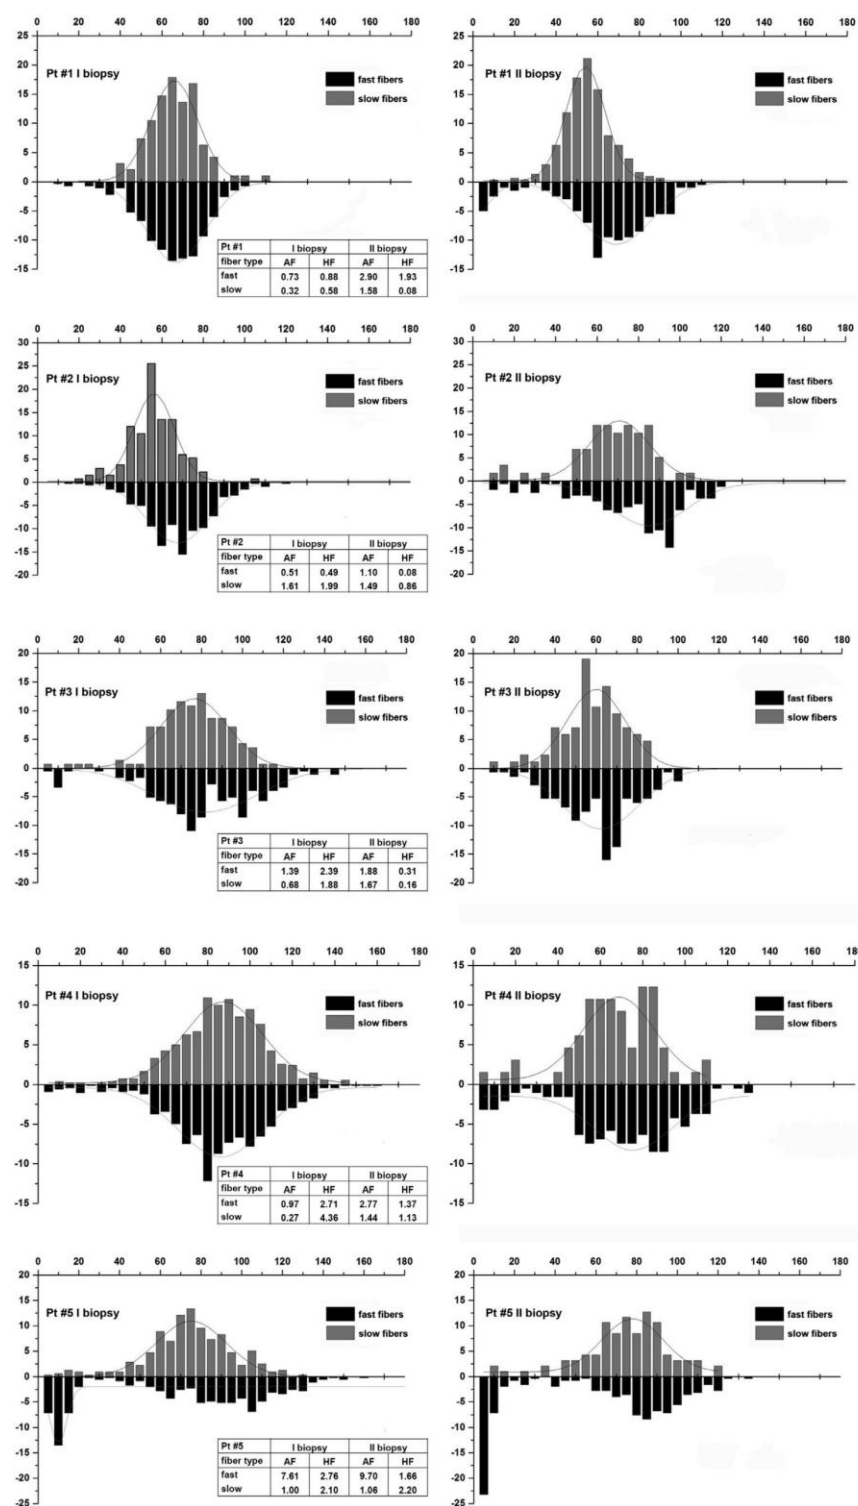 0 20 40 60 80 100 120 140 160 180
25
20
15
10
5
0
-5
-10
-15
Pt #1 I biopsy
fast fibers
slow fibers
Pt #1 I biopsy II biopsy
fiber type AF HF AF HF
fast 0.73 0.88 2.90 1.93
slow 0.32 0.58 1.58 0.08
0 20 40 60 80 100 120 140 160 180
25
20
15
10
5
0
-5
-10
-15
Pt #1 II biopsy
fast fibers
slow fibers
0 20 40 60 80 100 120 140 160 180
30
25
20
15
10
5
0
-5
-10
-15
-20
Pt #2 I biopsy
fast fibers
slow fibers
Pt #2 I biopsy II biopsy
fiber type AF HF AF HF
fast 0.51 0.49 1.10 0.08
slow 1.61 1.99 1.49 0.86
0 20 40 60 80 100 120 140 160 180
30
25
20
15
10
5
0
-5
-10
-15
-20
Pt #2 II biopsy
fast fibers
slow fibers
0 20 40 60 80 100 120 140 160 180
20
15
10
5
0
-5
-10
-15
-20
Pt #3 I biopsy
fast fibers
slow fibers
Pt #3 I biopsy II biopsy
fiber type AF HF AF HF
fast 1.39 2.39 1.88 0.31
slow 0.68 1.88 1.67 0.16
0 20 40 60 80 100 120 140 160 180
20
15
10
5
0
-5
-10
-15
-20
Pt #3 II biopsy
fast fibers
slow fibers
0 20 40 60 80 100 120 140 160 180
15
10
5
0
-5
-10
-15
Pt #4 I biopsy
fast fibers
slow fibers
Pt #4 I biopsy II biopsy
fiber type AF HF AF HF
fast 0.97 2.71 2.77 1.37
slow 0.27 4.36 1.44 1.13
0 20 40 60 80 100 120 140 160 180
15
10
5
0
-5
-10
-15
Pt #4 II biopsy
fast fibers
slow fibers
0 20 40 60 80 100 120 140 160 180
20
15
10
5
0
-5
-10
-15
-20
-25
Pt #5 I biopsy
fast fibers
slow fibers
Pt #5 I biopsy II biopsy
fiber type AF HF AF HF
fast 7.61 2.76 9.70 1.66
slow 1.00 2.10 1.06 2.20
0 20 40 60 80 100 120 140 160 180
20
15
10
5
0
-5
-10
-15
-20
-25
Pt #5 II biopsy
fast fibers
slow fibers